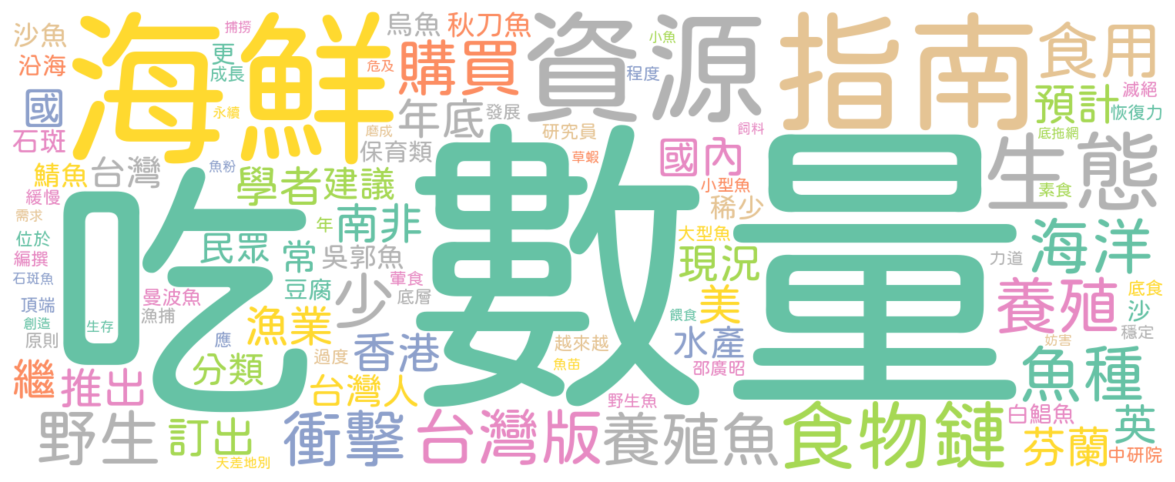 沙魚
海鮮
捕撈
烏魚
秋刀魚
資源
小魚
指南
食用
沿海
更
成長
危及
購買
程度
滅絕
國
永續
年底
發展
預計
恢復力
石斑
磨成
研究員
飼料
底拖網
鯖魚
台灣
魚粉
保育類
草蝦
國內
生態
緩慢
學者
建議
小型魚
素食
需求
吃
數量
年
南非
稀少
位於
民眾
常
吳郭魚
大型魚
海洋
編撰
現況
力道
石斑魚
豆腐
葷食
養殖
底食
頂端
曼波魚
少
底層
美
沙
創造
生存
漁捕
漁業
餵食
穩定
原則
應
過度
香港
越來越
水產
妨害
繼
推出
分類
魚苗
邵廣昭
魚種
台灣人
野生魚
野生
訂出
衝擊
台灣版
養殖魚
食物鏈
白鯧魚
英
天差地別
芬蘭
中研院